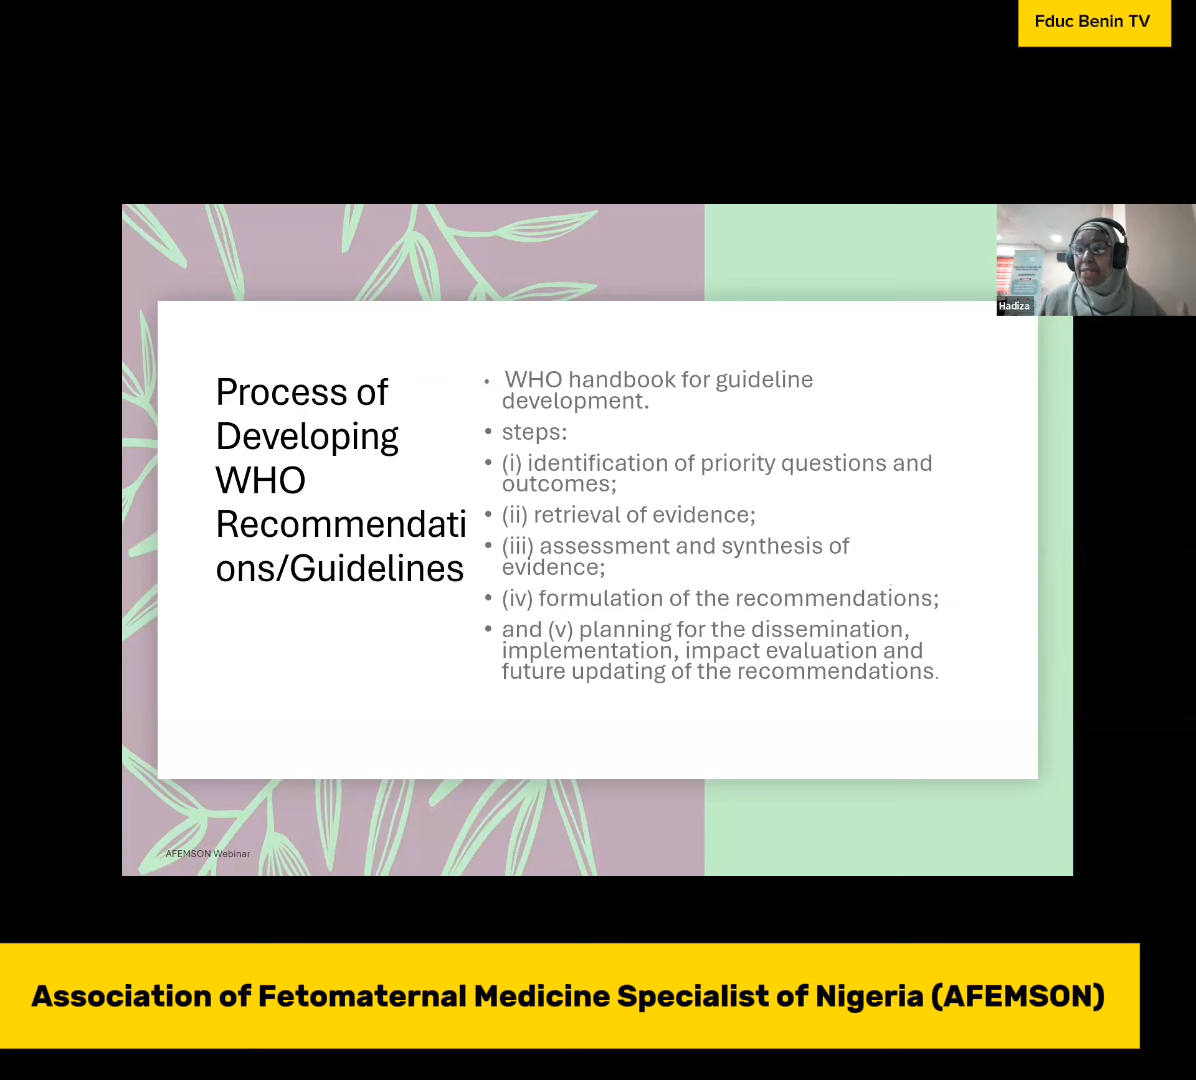 Fduc Benin TV
Hadiza
Process of
Developing
WHO
Recommendati
ons/Guidelines
• WHO handbook for guideline
development.
• steps:
• (i) identification of priority questions and
outcomes;
• (ii) retrieval of evidence;
• (iii) assessment and synthesis of
evidence;
• (iv) formulation of the recommendations;
• and (v) planning for the dissemination,
implementation, impact evaluation and
future updating of the recommendations.
AFEMSON Webinar
Association of Fetomaternal Medicine Specialist of Nigeria (AFEMSON)